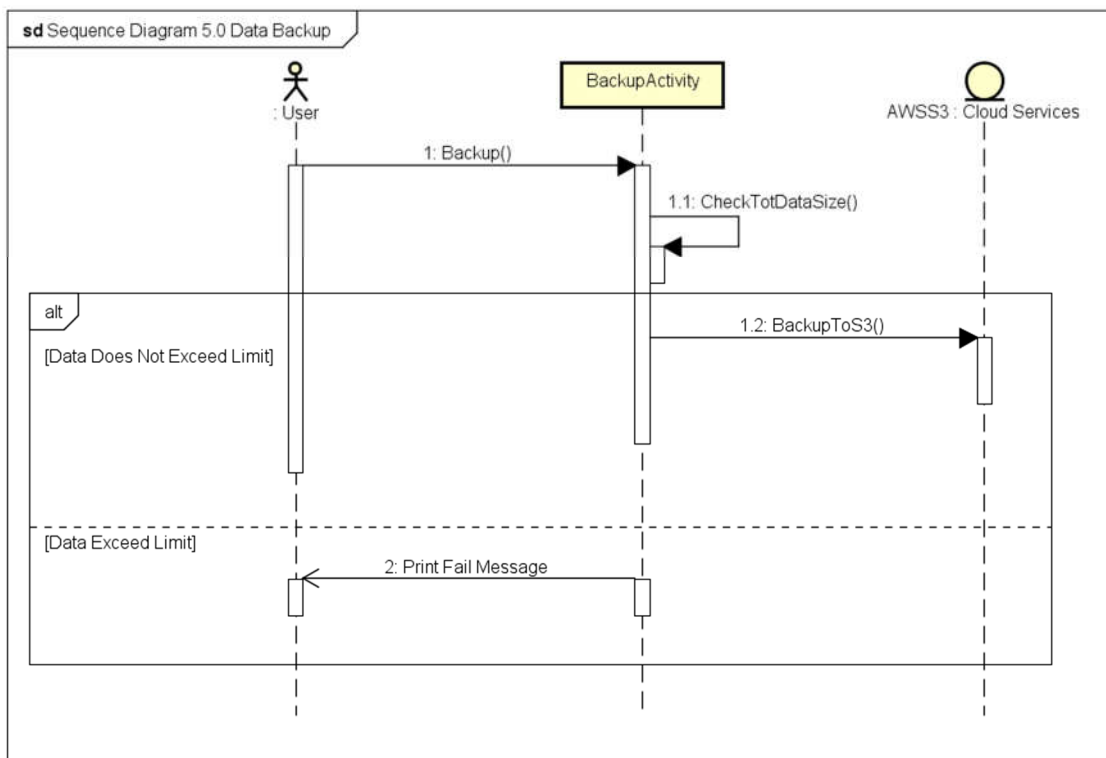 sd Sequence Diagram 5.0 Data Backup
: User
BackupActivity
AWSS3 : Cloud Services
1: Backup()
1.1: CheckTotDataSize()
alt
1.2: BackupToS3()
[Data Does Not Exceed Limit]
[Data Exceed Limit]
2: Print Fail Message